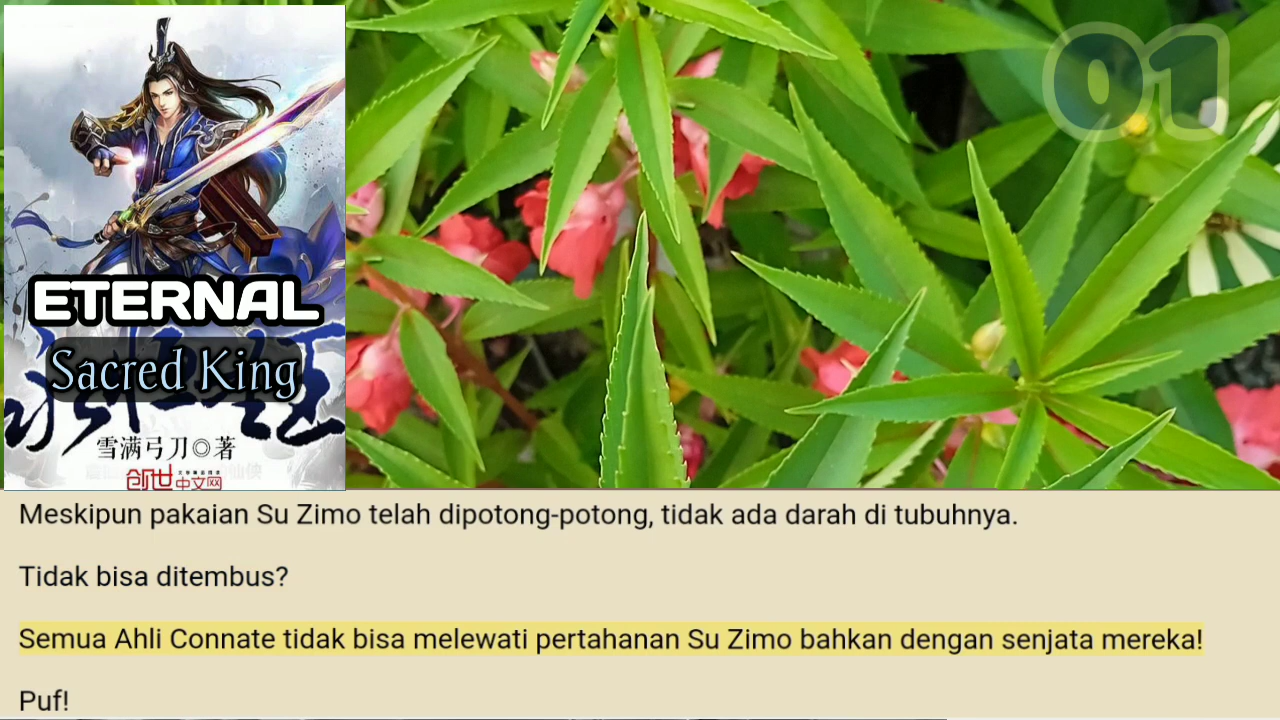 01
ETERNAL
Sacred King
雪满弓刀◎著
创世中文网
Meskipun pakaian Su Zimo telah dipotong-potong, tidak ada darah di tubuhnya.
Tidak bisa ditembus?
Semua Ahli Connate tidak bisa melewati pertahanan Su Zimo bahkan dengan senjata mereka!
Puf!